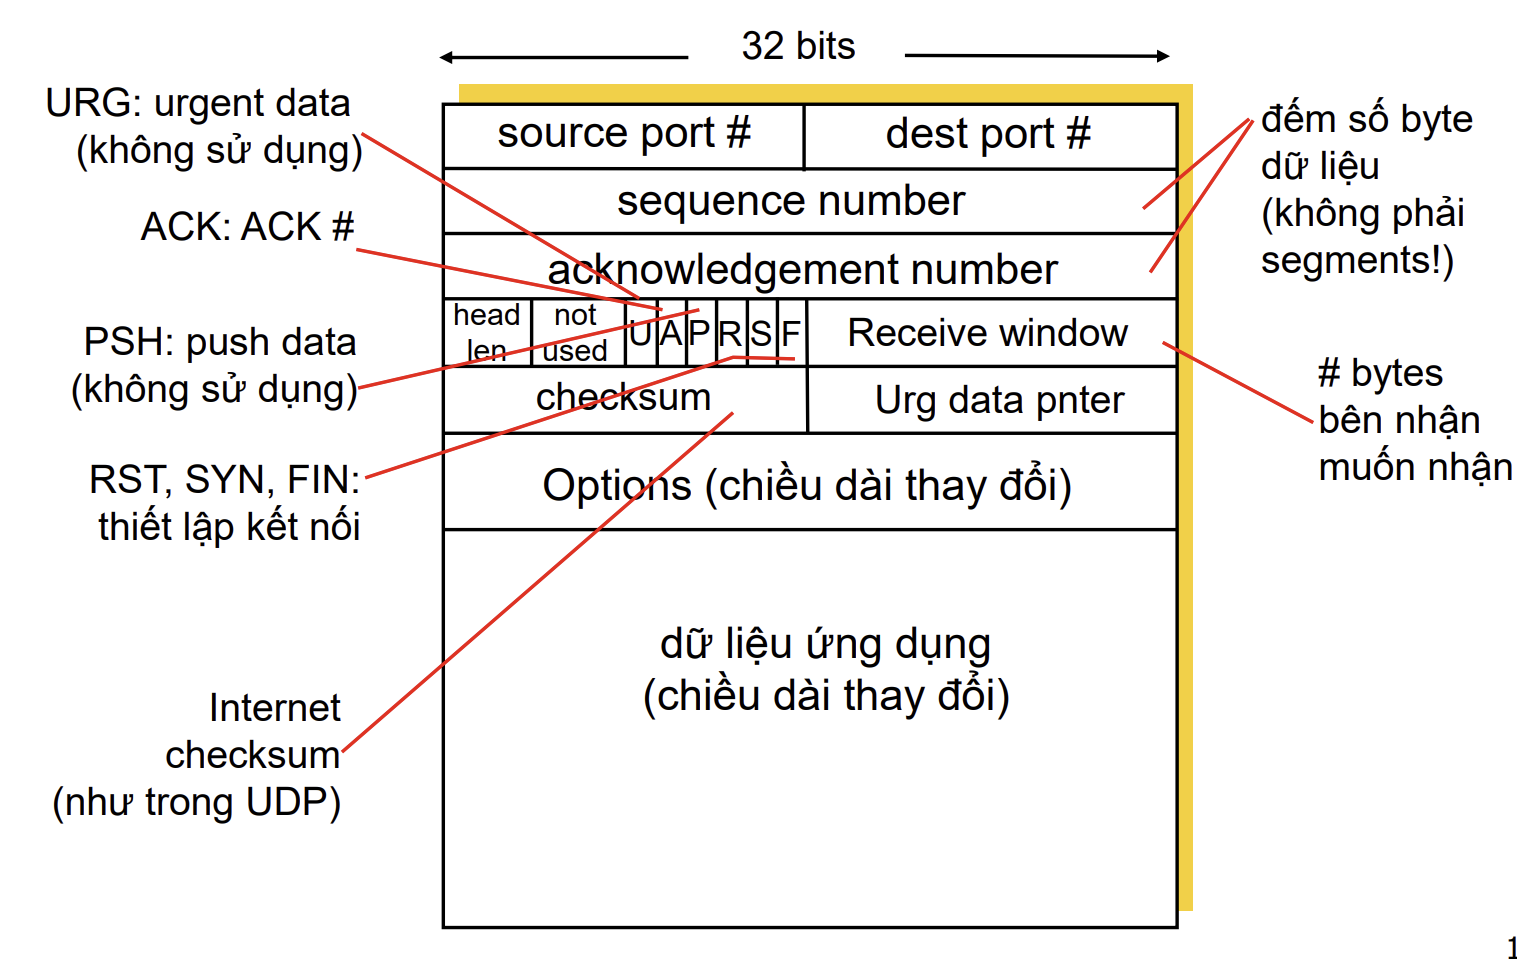 32 bits
URG: urgent data
(không sử dụng)
ACK: ACK #
PSH: push data
(không sử dụng)
RST, SYN, FIN:
thiết lập kết nối
Internet
checksum
(như trong UDP)
source port #
dest port #
sequence number
acknowledgement number
head
len
not
used
U
A
P
R
S
F
Receive window
checksum
Urg data pnter
Options (chiều dài thay đổi)
dữ liệu ứng dụng
(chiều dài thay đổi)
đếm số byte
dữ liệu
(không phải
segments!)
# bytes
bên nhận
muốn nhận
1